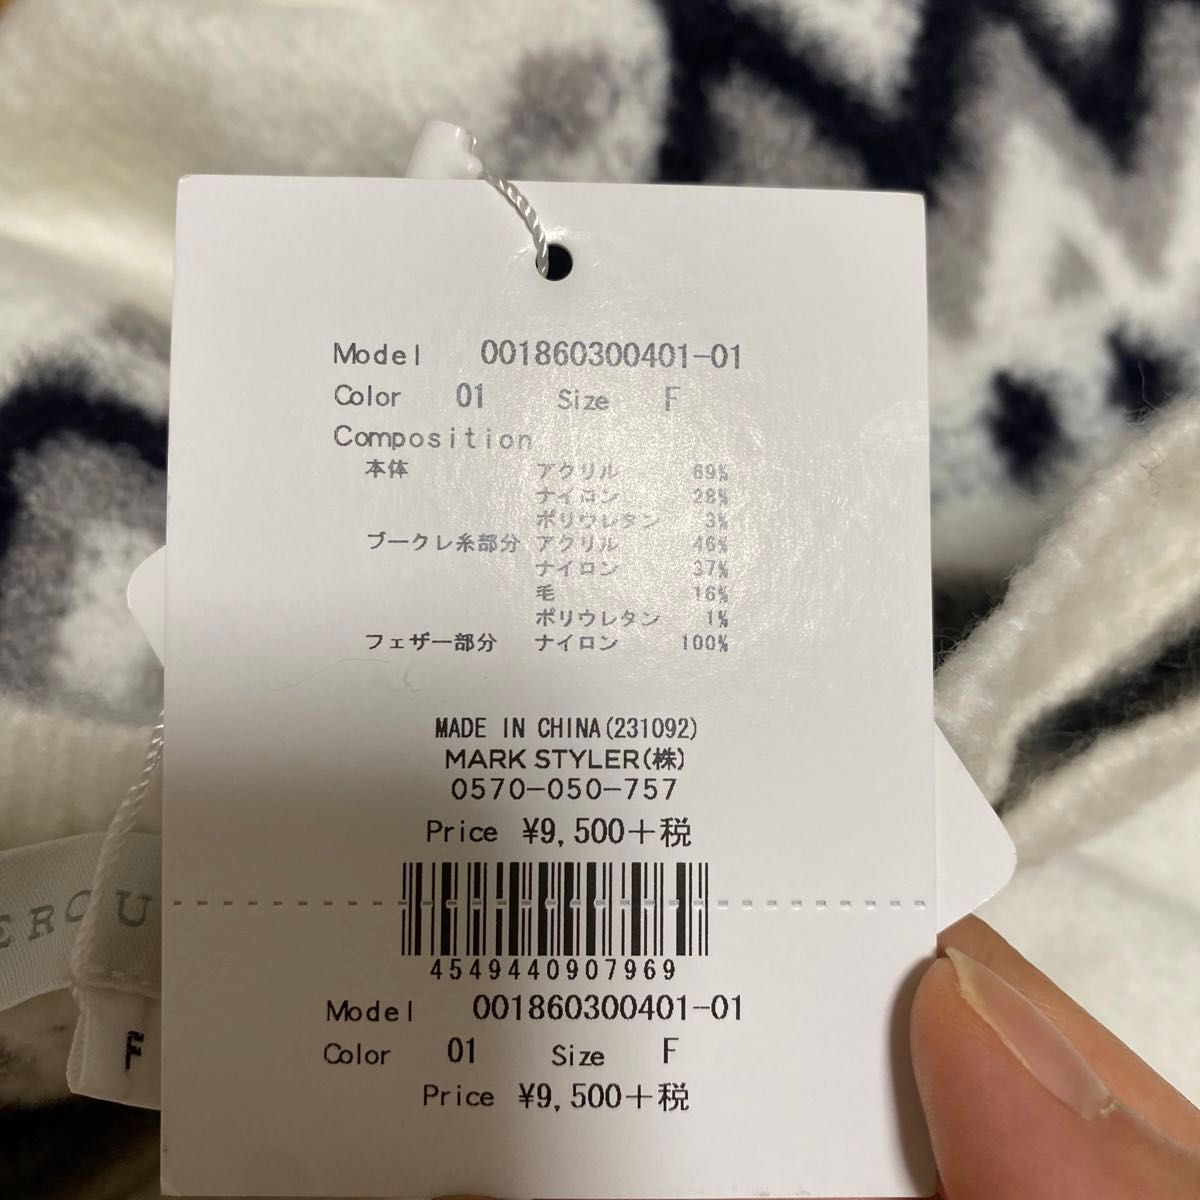 Model 001860300401-01
Color 01 Size F
Composition
本体 アクリル 69%
ナイロン 28%
ポリウレタン 3%
ブークレ糸部分 アクリル 46%
ナイロン 37%
毛 16%
ポリウレタン 1%
フェザー部分 ナイロン 100%
MADE IN CHINA(231092)
MARK STYLER(株)
0570-050-757
Price ¥9,500+税
4549440907969
Model 001860300401-01
Color 01 Size F
Price ¥9,500+税
ERCU
F